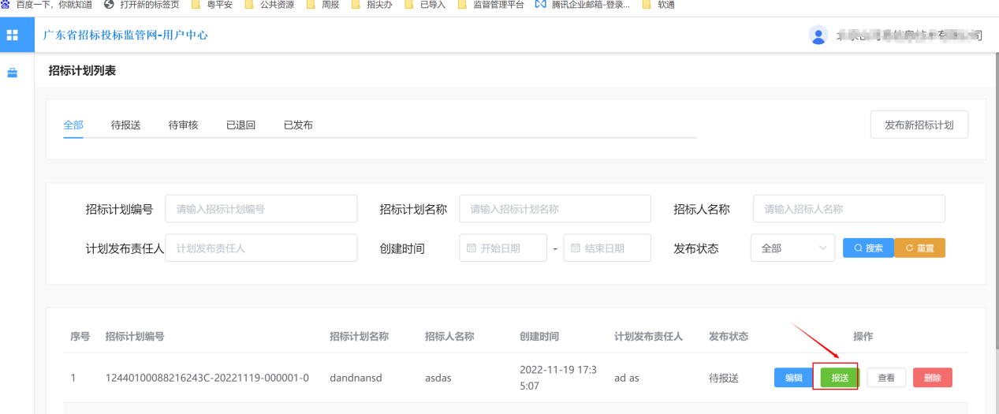 百度一下，你就知道 打开新的标签页 粤平安 公共资源 周报 指尖办 已导入 监督管理平台 腾讯企业邮箱-登录... 软通
广东省招标投标监管网-用户中心
招标计划列表
全部 待报送 待审核 已退回 已发布 发布新招标计划
招标计划编号 请输入招标计划编号 招标计划名称 请输入招标计划名称 招标人名称 请输入招标人名称
计划发布责任人 计划发布责任人 创建时间 开始日期 - 结束日期 发布状态 全部 搜索 重置
序号 招标计划编号 招标计划名称 招标人名称 创建时间 计划发布责任人 发布状态 操作
1 12440100088216243C-20221119-000001-0 dandnansd asdas 2022-11-19 17:3 ad as 待报送 编辑 报送 查看 删除
5:07